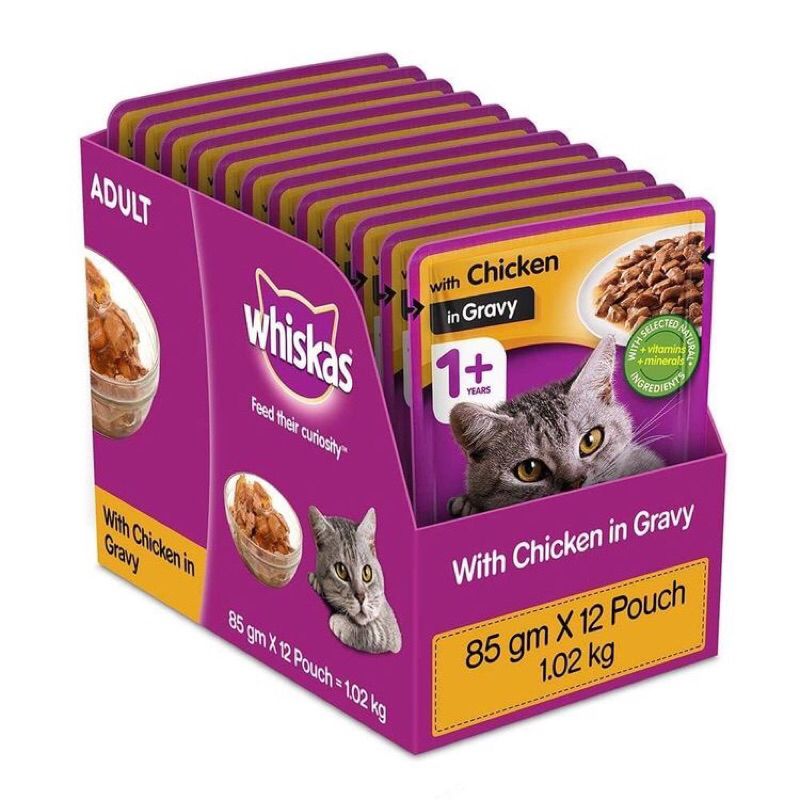 ADULT
whiskas
Feed their curiosity™
With Chicken in
Gravy
85 gm X 12 Pouch = 1.02 kg
with Chicken
in Gravy
1+
YEARS
WITH SELECTED NATURAL
+ vitamins
+ minerals
INGREDIENTS
With Chicken in Gravy
85 gm X 12 Pouch
1.02 kg